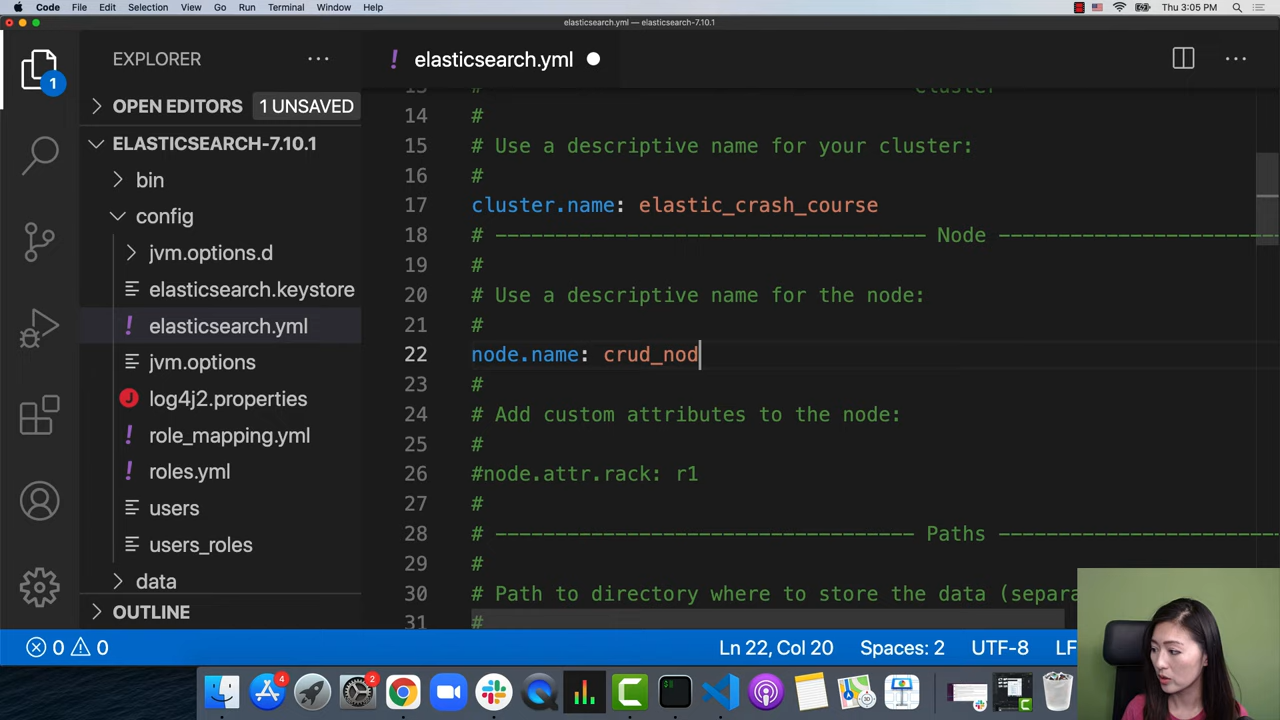 Code File Edit Selection View Go Run Terminal Window Help Thu 3:05 PM
elasticsearch.yml — elasticsearch-7.10.1
EXPLORER
elasticsearch.yml
1
OPEN EDITORS 1 UNSAVED
ELASTICSEARCH-7.10.1
bin
config
jvm.options.d
elasticsearch.keystore
elasticsearch.yml
jvm.options
log4j2.properties
role_mapping.yml
roles.yml
users
users_roles
data
OUTLINE
13 # Cluster
14 #
15 # Use a descriptive name for your cluster:
16 #
17 cluster.name: elastic_crash_course
18 # ------------------------------------ Node -----------------------
19 #
20 # Use a descriptive name for the node:
21 #
22 node.name: crud_nod
23 #
24 # Add custom attributes to the node:
25 #
26 #node.attr.rack: r1
27 #
28 # ----------------------------------- Paths -----------------------
29 #
30 # Path to directory where to store the data (separa
31 #
0 0 Ln 22, Col 20 Spaces: 2 UTF-8 LF
4 2